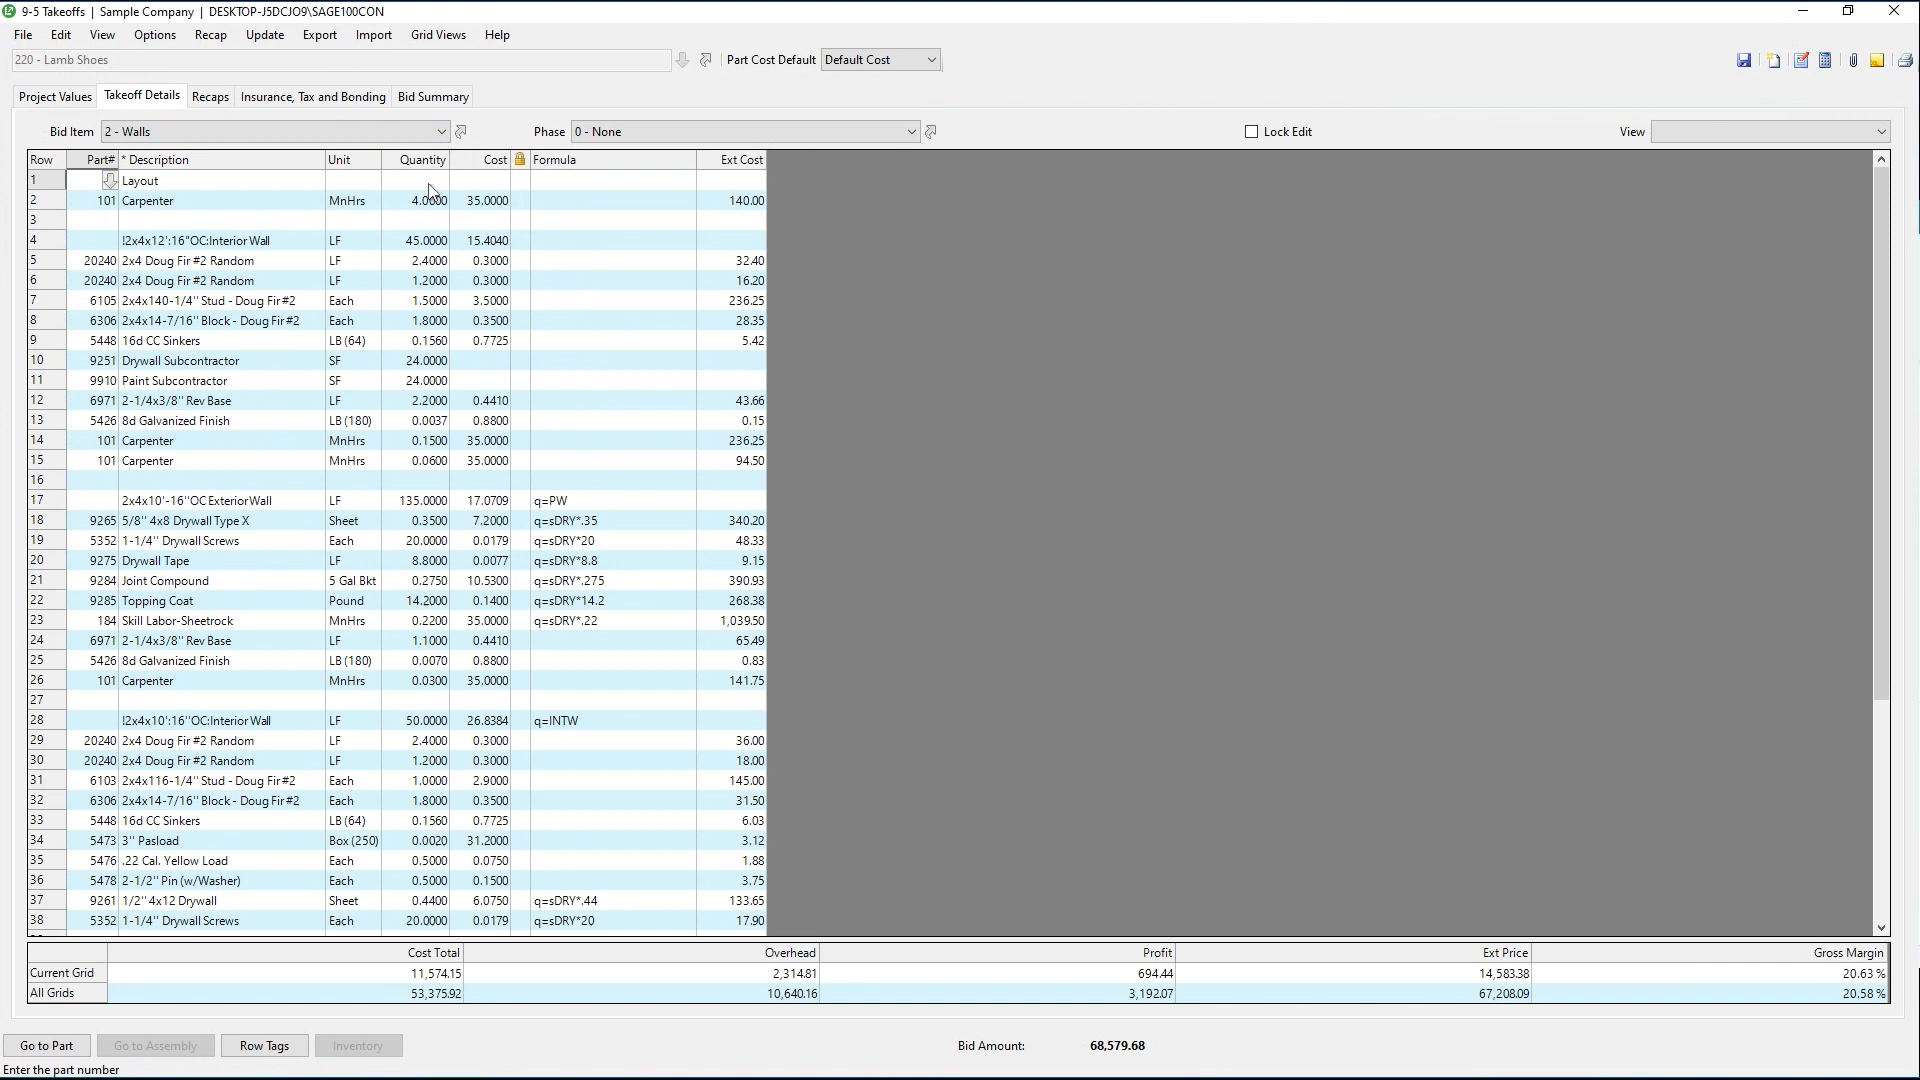 9-5 Takeoffs | Sample Company | DESKTOP-J5DCJO9\SAGE100CON
File Edit View Options Recap Update Export Import Grid Views Help
220 - Lamb Shoes Part Cost Default Default Cost
Project Values Takeoff Details Recaps Insurance, Tax and Bonding Bid Summary
Bid Item 2 - Walls Phase 0 - None Lock Edit View
Row Part# * Description Unit Quantity Cost Formula Ext Cost
1 Layout
2 101 Carpenter MnHrs 4.0000 35.0000 140.00
3
4 !2x4x12':16"OC:Interior Wall LF 45.0000 15.4040
5 20240 2x4 Doug Fir #2 Random LF 2.4000 0.3000 32.40
6 20240 2x4 Doug Fir #2 Random LF 1.2000 0.3000 16.20
7 6105 2x4x140-1/4" Stud - Doug Fir #2 Each 1.5000 3.5000 236.25
8 6306 2x4x14-7/16" Block - Doug Fir #2 Each 1.8000 0.3500 28.35
9 5448 16d CC Sinkers LB (64) 0.1560 0.7725 5.42
10 9251 Drywall Subcontractor SF 24.0000
11 9910 Paint Subcontractor SF 24.0000
12 6971 2-1/4x3/8" Rev Base LF 2.2000 0.4410 43.66
13 5426 8d Galvanized Finish LB (180) 0.0037 0.8800 0.15
14 101 Carpenter MnHrs 0.1500 35.0000 236.25
15 101 Carpenter MnHrs 0.0600 35.0000 94.50
16
17 2x4x10'-16"OC ExteriorWall LF 135.0000 17.0709 q=PW
18 9265 5/8" 4x8 Drywall Type X Sheet 0.3500 7.2000 q=sDRY*.35 340.20
19 5352 1-1/4" Drywall Screws Each 20.0000 0.0179 q=sDRY*20 48.33
20 9275 Drywall Tape LF 8.8000 0.0077 q=sDRY*8.8 9.15
21 9284 Joint Compound 5 Gal Bkt 0.2750 10.5300 q=sDRY*.275 390.93
22 9285 Topping Coat Pound 14.2000 0.1400 q=sDRY*14.2 268.38
23 184 Skill Labor-Sheetrock MnHrs 0.2200 35.0000 q=sDRY*.22 1,039.50
24 6971 2-1/4x3/8" Rev Base LF 1.1000 0.4410 65.49
25 5426 8d Galvanized Finish LB (180) 0.0070 0.8800 0.83
26 101 Carpenter MnHrs 0.0300 35.0000 141.75
27
28 !2x4x10':16"OC:Interior Wall LF 50.0000 26.8384 q=INTW
29 20240 2x4 Doug Fir #2 Random LF 2.4000 0.3000 36.00
30 20240 2x4 Doug Fir #2 Random LF 1.2000 0.3000 18.00
31 6103 2x4x116-1/4" Stud - Doug Fir #2 Each 1.0000 2.9000 145.00
32 6306 2x4x14-7/16" Block - Doug Fir #2 Each 1.8000 0.3500 31.50
33 5448 16d CC Sinkers LB (64) 0.1560 0.7725 6.03
34 5473 3" Pasload Box (250) 0.0020 31.2000 3.12
35 5476 .22 Cal. Yellow Load Each 0.5000 0.0750 1.88
36 5478 2-1/2" Pin (w/Washer) Each 0.5000 0.1500 3.75
37 9261 1/2" 4x12 Drywall Sheet 0.4400 6.0750 q=sDRY*.44 133.65
38 5352 1-1/4" Drywall Screws Each 20.0000 0.0179 q=sDRY*20 17.90
Cost Total Overhead Profit Ext Price Gross Margin
Current Grid 11,574.15 2,314.81 694.44 14,583.38 20.63 %
All Grids 53,375.92 10,640.16 3,192.07 67,208.09 20.58 %
Go to Part Go to Assembly Row Tags Inventory Bid Amount: 68,579.68
Enter the part number